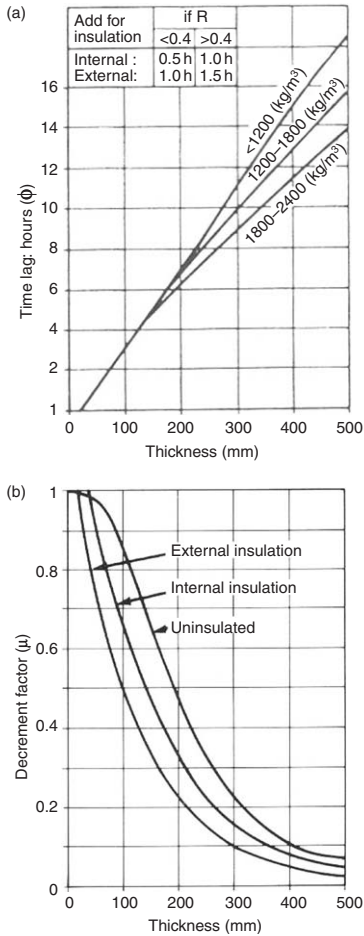 (a)
Add for insulation if R
<0.4 >0.4
Internal : 0.5 h 1.0 h
External: 1.0 h 1.5 h
<1200 (kg/m³)
1200–1800 (kg/m³)
1800–2400 (kg/m³)
Time lag: hours (ϕ)
16
14
12
10
8
6
4
2
1
0 100 200 300 400 500
Thickness (mm)
(b)
1
0.8
0.6
0.4
0.2
0
Decrement factor (μ)
External insulation
Internal insulation
Uninsulated
0 100 200 300 400 500
Thickness (mm)